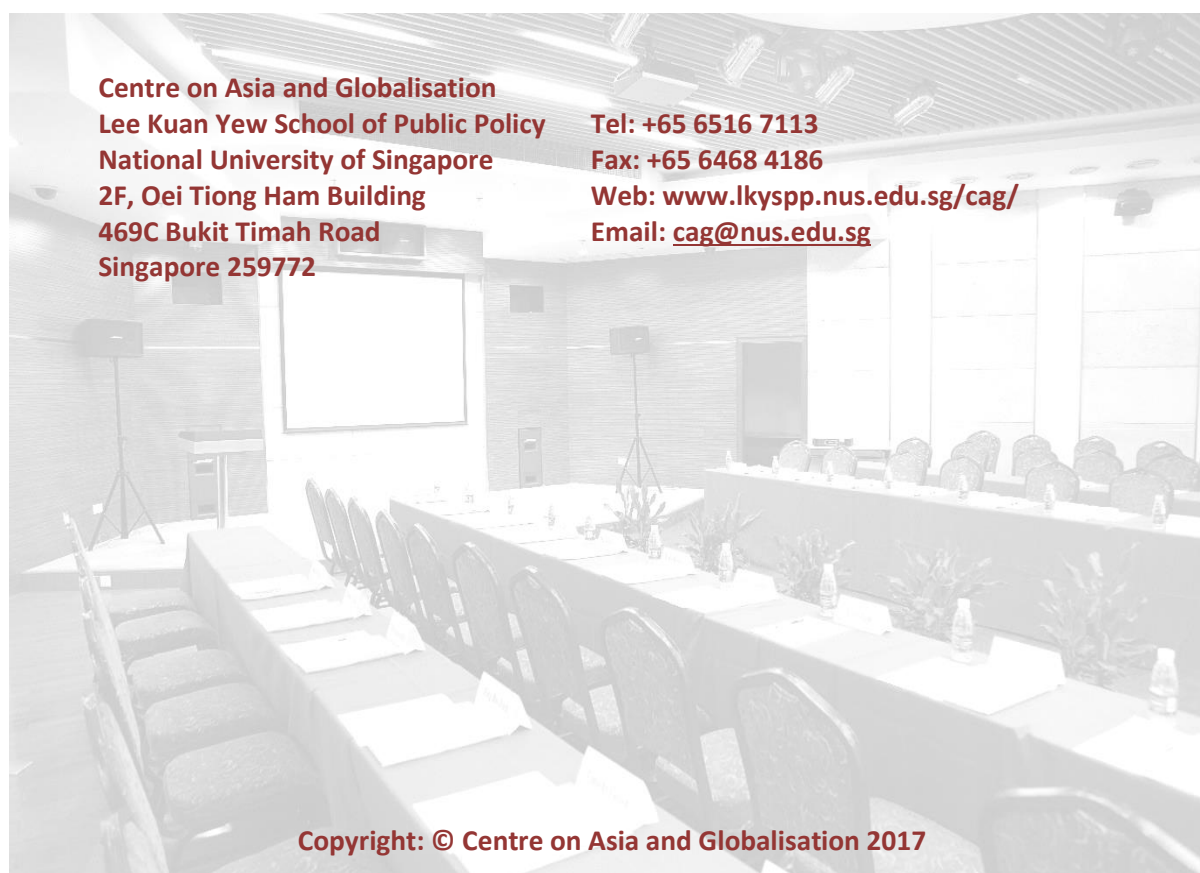 Centre on Asia and Globalisation
Lee Kuan Yew School of Public Policy
National University of Singapore
2F, Oei Tiong Ham Building
469C Bukit Timah Road
Singapore 259772
Tel: +65 6516 7113
Fax: +65 6468 4186
Web: www.lkyspp.nus.edu.sg/cag/
Email: cag@nus.edu.sg
Copyright: © Centre on Asia and Globalisation 2017